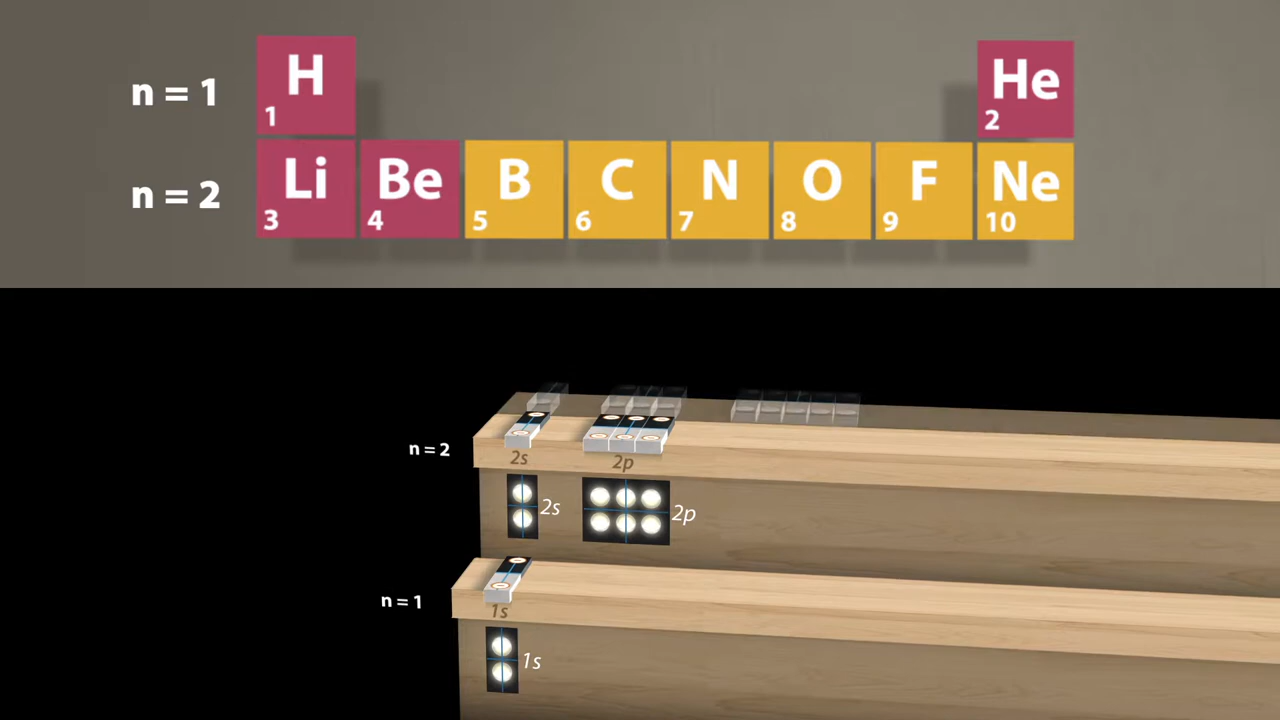 n = 1 H He
1 2
n = 2 Li Be B C N O F Ne
3 4 5 6 7 8 9 10
n = 2 2s 2p
2s 2p
n = 1 1s
1s